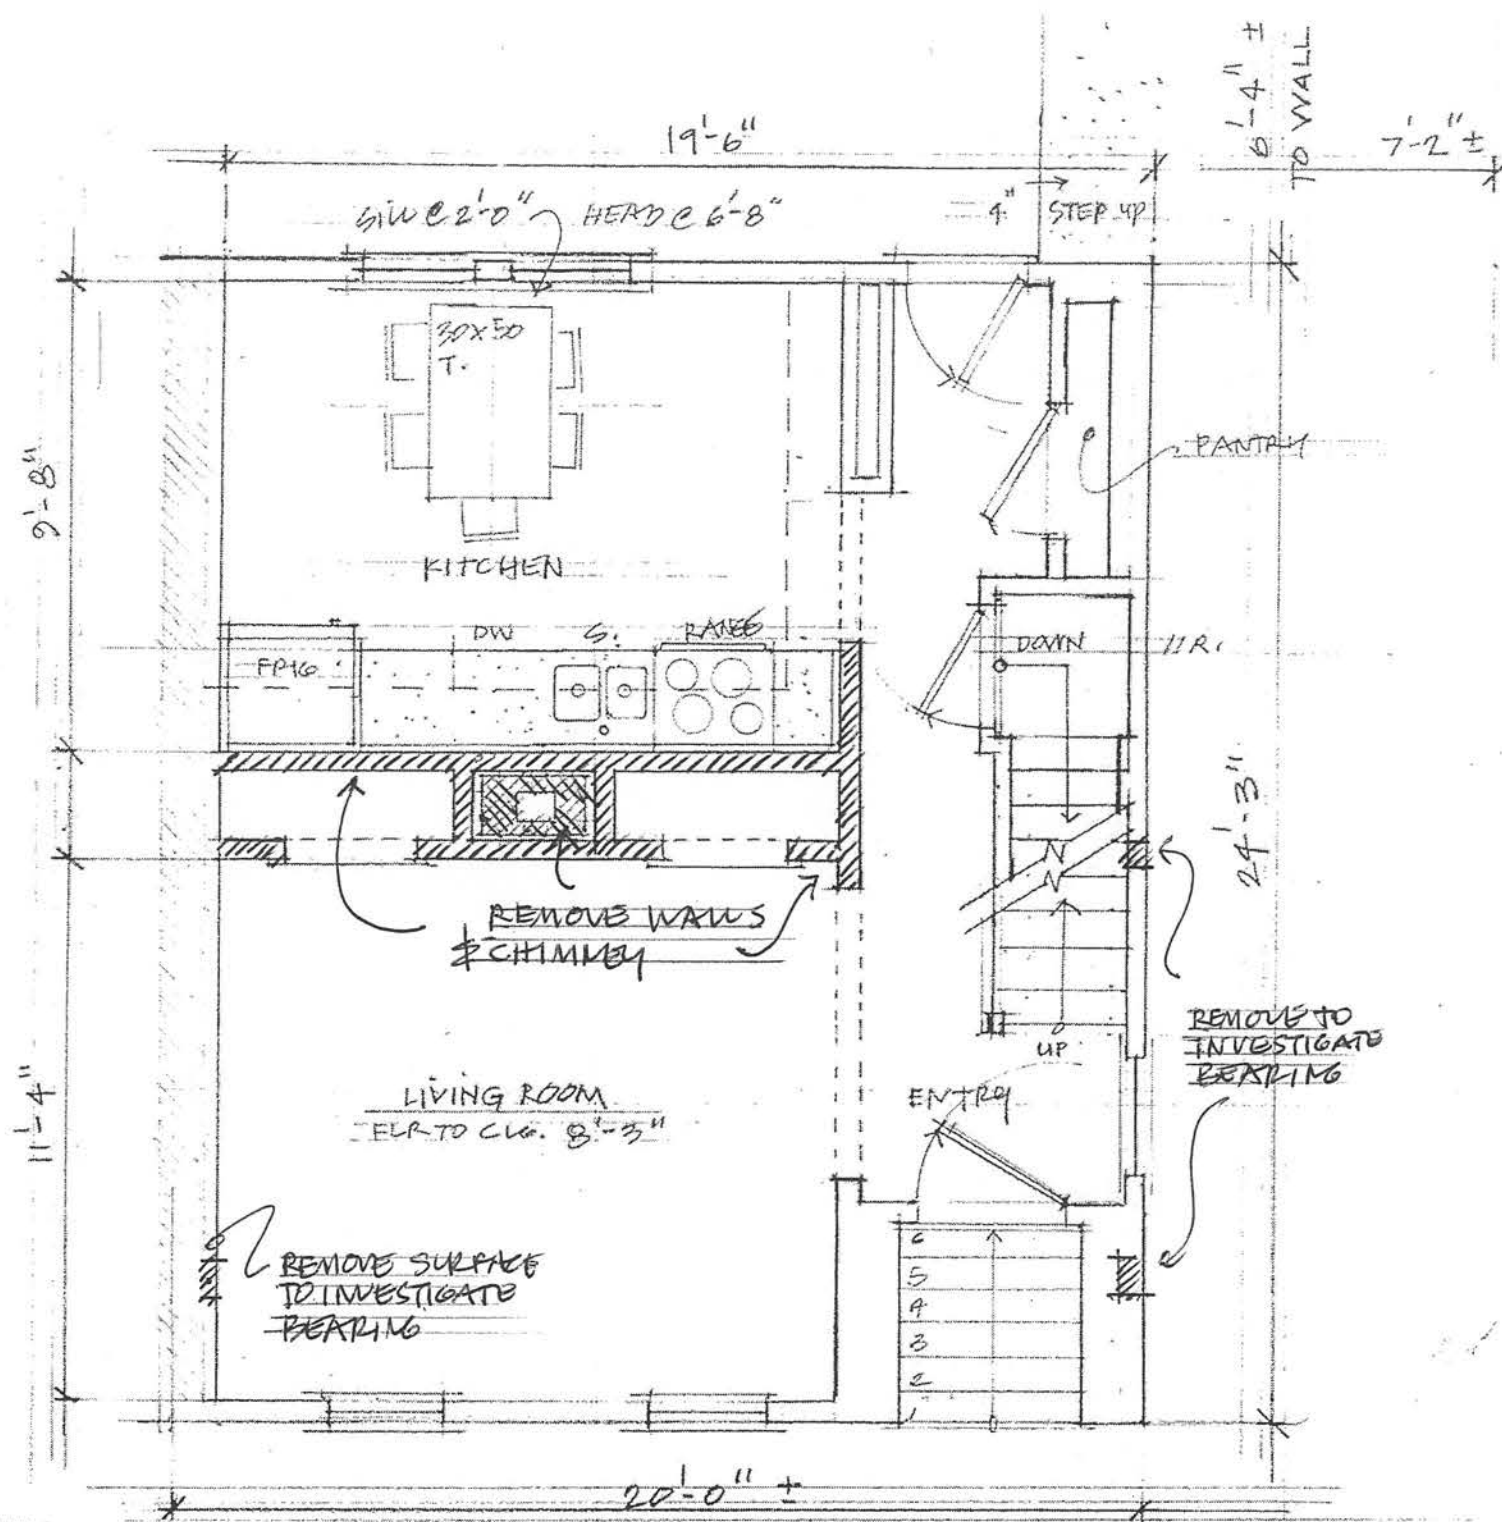 6'-4" ±
TO WALL
7'-2" ±
19'-6"
SILL @ 2'-0"
HEAD @ 6'-8"
4"
STEP UP
30X50
T.
PANTRY
9'-8"
KITCHEN
DW
S.
RANGE
DOWN
11 R.
24'-3"
REMOVE WALLS
& CHIMNEY
REMOVE TO
INVESTIGATE
BEARING
UP
ENTRY
LIVING ROOM
FLR TO CLG. 8'-3"
11'-4"
REMOVE SURFACE
TO INVESTIGATE
BEARING
6
5
4
3
2
1
20'-0" ±